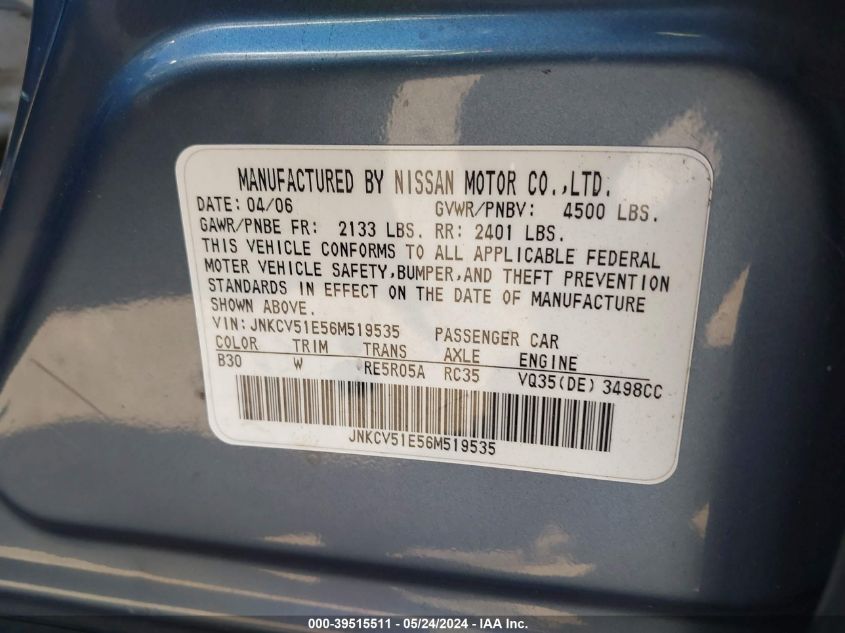 MANUFACTURED BY NISSAN MOTOR CO.,LTD.
DATE: 04/06 GVWR/PNBV: 4500 LBS.
GAWR/PNBE FR: 2133 LBS. RR: 2401 LBS.
THIS VEHICLE CONFORMS TO ALL APPLICABLE FEDERAL
MOTER VEHICLE SAFETY,BUMPER,AND THEFT PREVENTION
STANDARDS IN EFFECT ON THE DATE OF MANUFACTURE
SHOWN ABOVE.
VIN: JNKCV51E56M519535 PASSENGER CAR
COLOR TRIM TRANS AXLE ENGINE
B30 W RE5R05A RC35 VQ35(DE) 3498CC
JNKCV51E56M519535
000-39515511 - 05/24/2024 - IAA Inc.